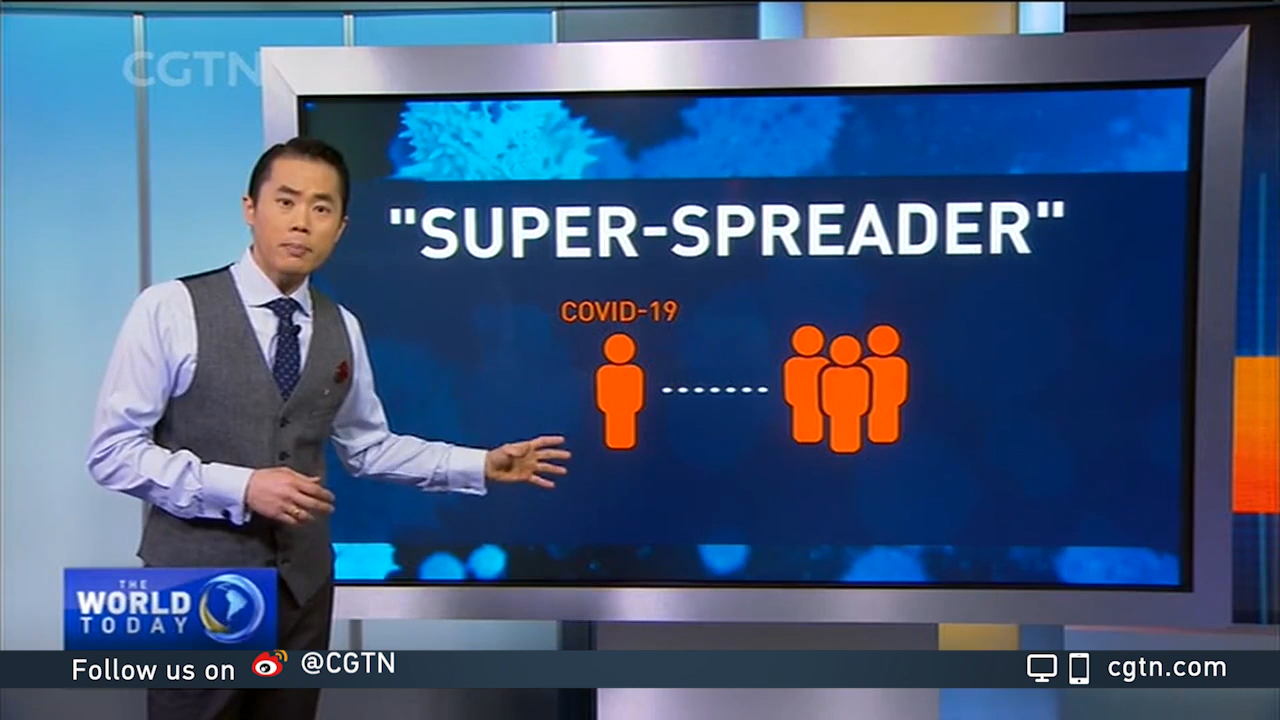 CGTN
"SUPER-SPREADER"
COVID-19
THE
WORLD
TODAY
Follow us on @CGTN
cgtn.com